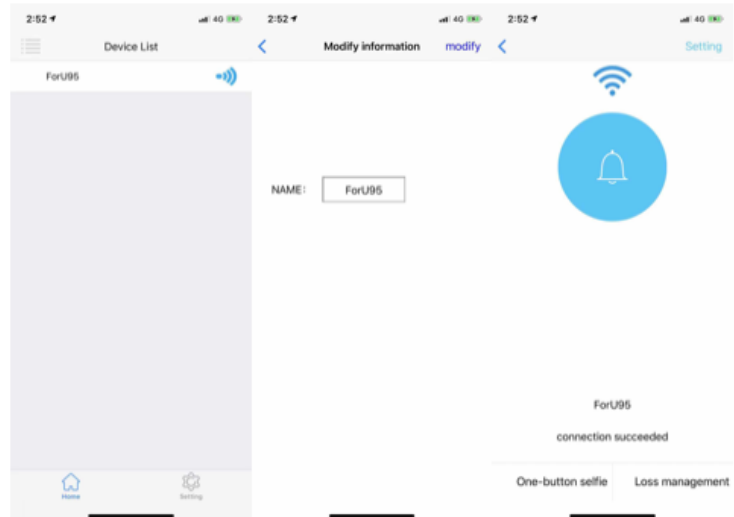 2:52
4G
Device List
ForU95
Home
Setting
2:52
4G
Modify information
modify
NAME:
ForU95
2:52
4G
Setting
ForU95
connection succeeded
One-button selfie
Loss management